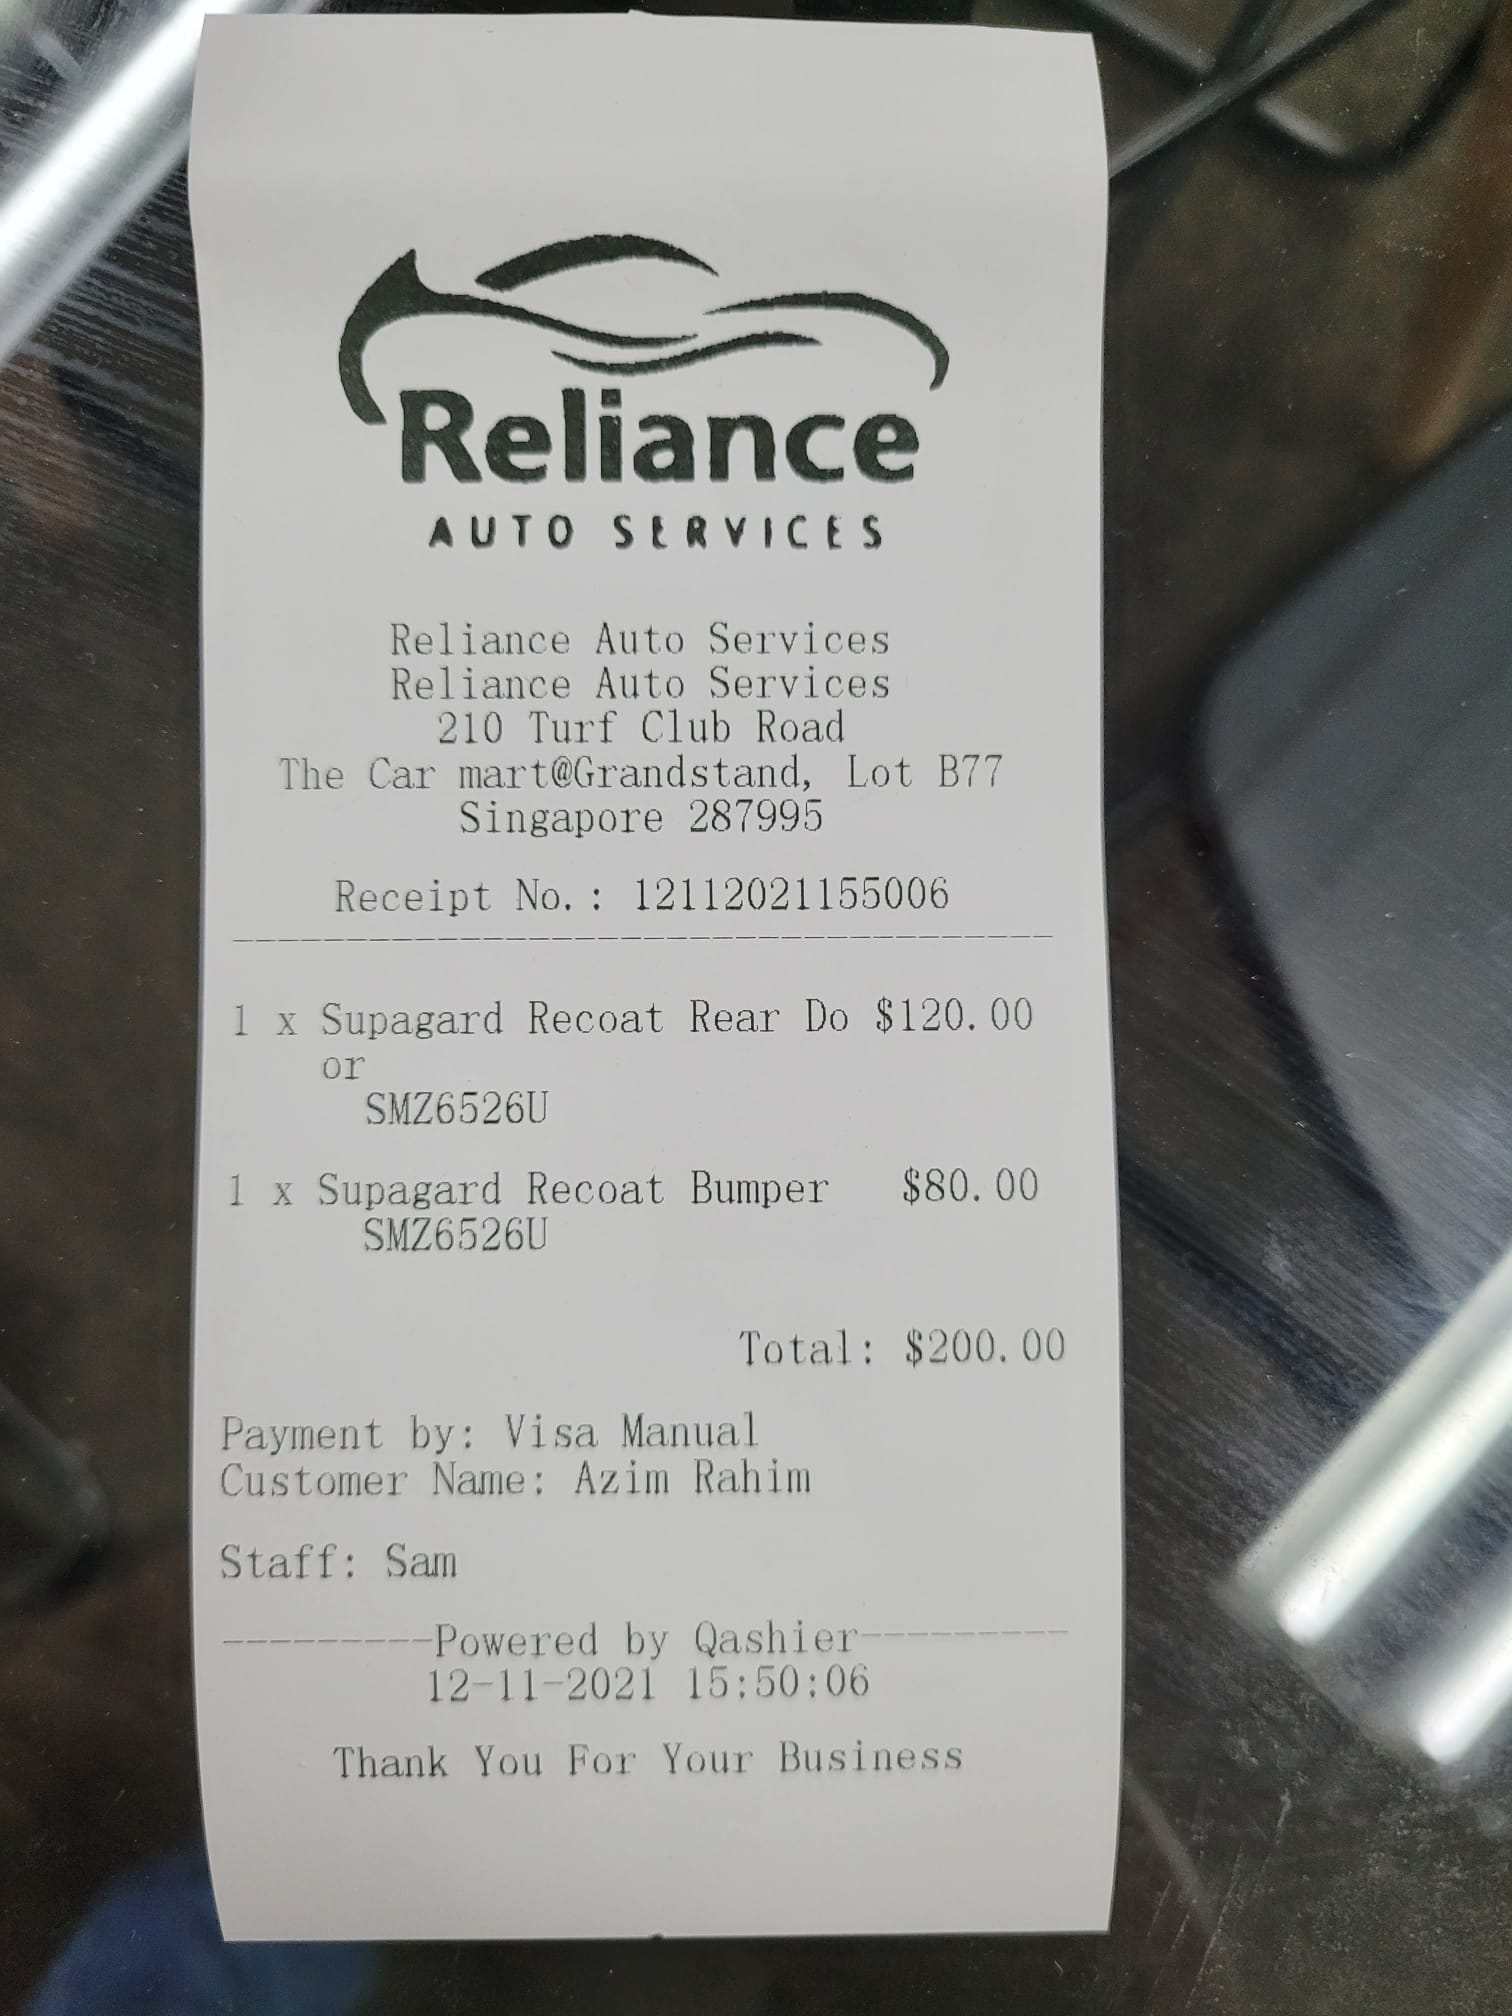 Reliance
AUTO SERVICES
Reliance Auto Services
Reliance Auto Services
210 Turf Club Road
The Car mart@Grandstand, Lot B77
Singapore 287995
Receipt No.: 12112021155006
1 x Supagard Recoat Rear Do $120.00
or
SMZ6526U
1 x Supagard Recoat Bumper $80.00
SMZ6526U
Total: $200.00
Payment by: Visa Manual
Customer Name: Azim Rahim
Staff: Sam
---------Powered by Qashier---------
12-11-2021 15:50:06
Thank You For Your Business